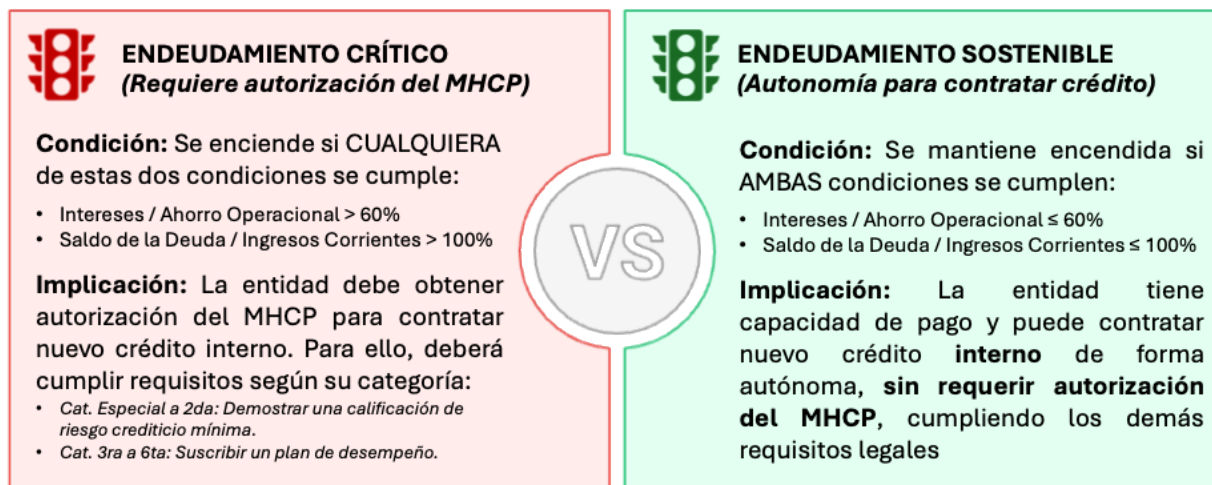 ENDEUDAMIENTO CRÍTICO
(Requiere autorización del MHCP)
Condición: Se enciende si CUALQUIERA
de estas dos condiciones se cumple:
• Intereses / Ahorro Operacional > 60%
• Saldo de la Deuda / Ingresos Corrientes > 100%
Implicación: La entidad debe obtener
autorización del MHCP para contratar
nuevo crédito interno. Para ello, deberá
cumplir requisitos según su categoría:
• Cat. Especial a 2da: Demostrar una calificación de
riesgo crediticio mínima.
• Cat. 3ra a 6ta: Suscribir un plan de desempeño.
VS
ENDEUDAMIENTO SOSTENIBLE
(Autonomía para contratar crédito)
Condición: Se mantiene encendida si
AMBAS condiciones se cumplen:
• Intereses / Ahorro Operacional ≤ 60%
• Saldo de la Deuda / Ingresos Corrientes ≤ 100%
Implicación: La entidad tiene
capacidad de pago y puede contratar
nuevo crédito interno de forma
autónoma, sin requerir autorización
del MHCP, cumpliendo los demás
requisitos legales